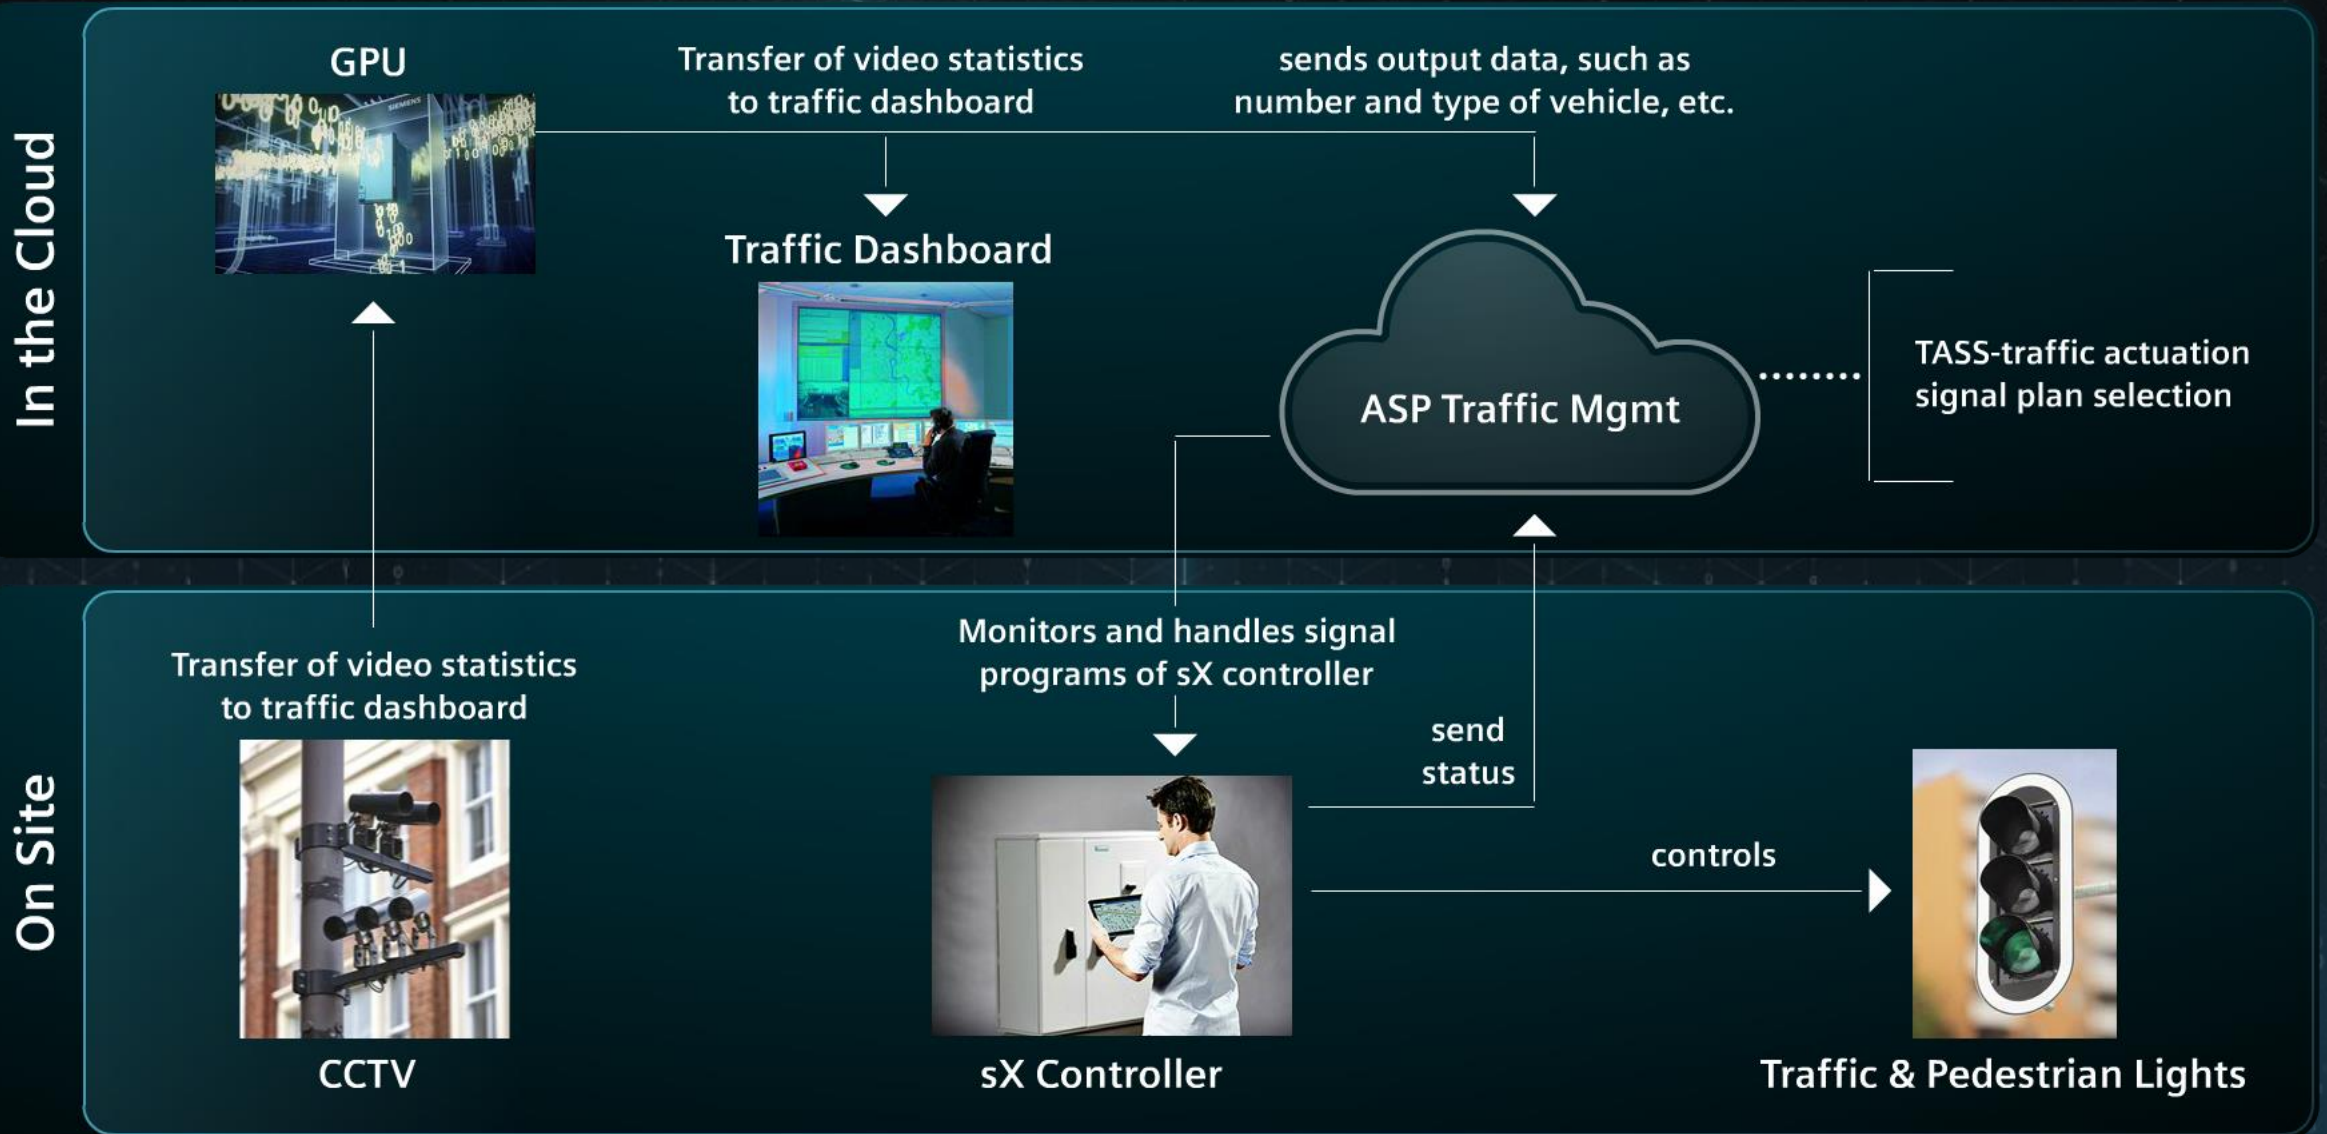 In the Cloud
GPU
SIEMENS
Transfer of video statistics
to traffic dashboard
sends output data, such as
number and type of vehicle, etc.
Traffic Dashboard
ASP Traffic Mgmt
TASS-traffic actuation
signal plan selection
On Site
Transfer of video statistics
to traffic dashboard
CCTV
Monitors and handles signal
programs of sX controller
send
status
sX Controller
controls
Traffic & Pedestrian Lights